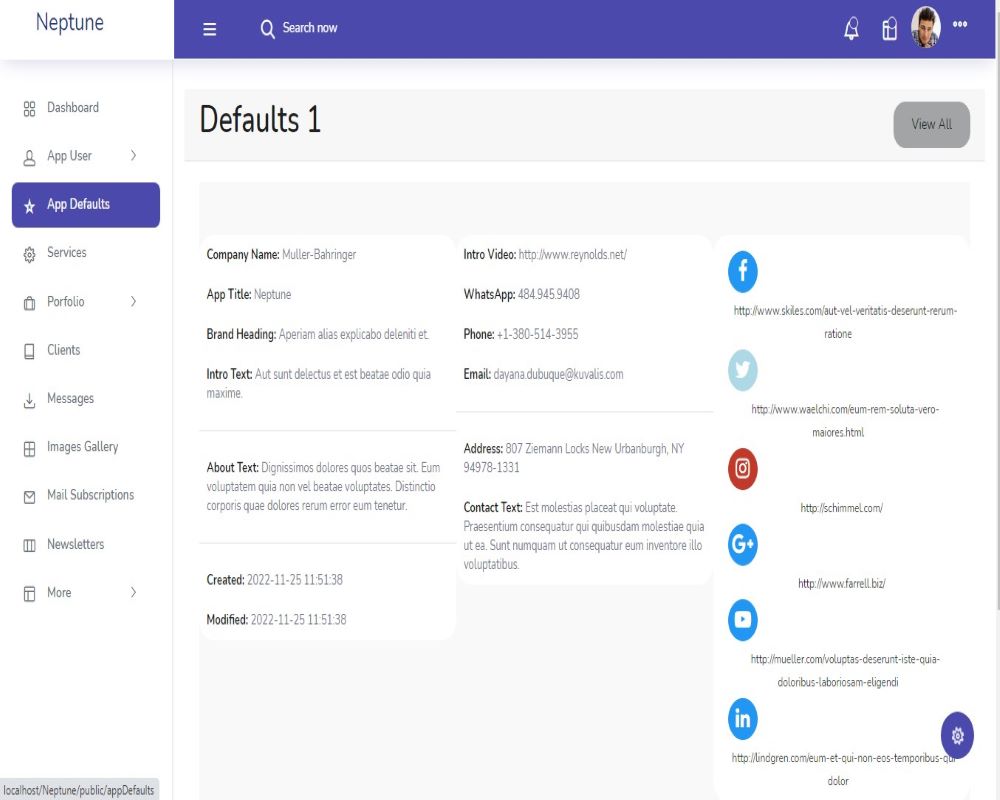 Neptune
Search now
Dashboard
App User
App Defaults
Services
Porfolio
Clients
Messages
Images Gallery
Mail Subscriptions
Newsletters
More
Defaults 1
View All
Company Name: Muller-Bahringer
App Title: Neptune
Brand Heading: Aperiam alias explicabo deleniti et.
Intro Text: Aut sunt delectus et est beatae odio quia
maxime.
About Text: Dignissimos dolores quos beatae sit. Eum
voluptatem quia non vel beatae voluptates. Distinctio
corporis quae dolores rerum error eum tenetur.
Created: 2022-11-25 11:51:38
Modified: 2022-11-25 11:51:38
Intro Video: http://www.reynolds.net/
WhatsApp: 484.945.9408
Phone: +1-380-514-3955
Email: dayana.dubuque@kuvalis.com
Address: 807 Ziemann Locks New Urbanburgh, NY
94978-1331
Contact Text: Est molestias placeat qui voluptate.
Praesentium consequatur qui quibusdam molestiae quia
ut ea. Sunt numquam ut consequatur eum inventore illo
voluptatibus.
http://www.skiles.com/aut-vel-veritatis-deserunt-rerum-
ratione
http://www.waelchi.com/eum-rem-soluta-vero-
maiores.html
http://schimmel.com/
G+
http://www.farrell.biz/
http://mueller.com/voluptas-deserunt-iste-quia-
doloribus-laboriosam-eligendi
in
http://lindgren.com/eum-et-qui-non-eos-temporibus-qui-
dolor
localhost/Neptune/public/appDefaults